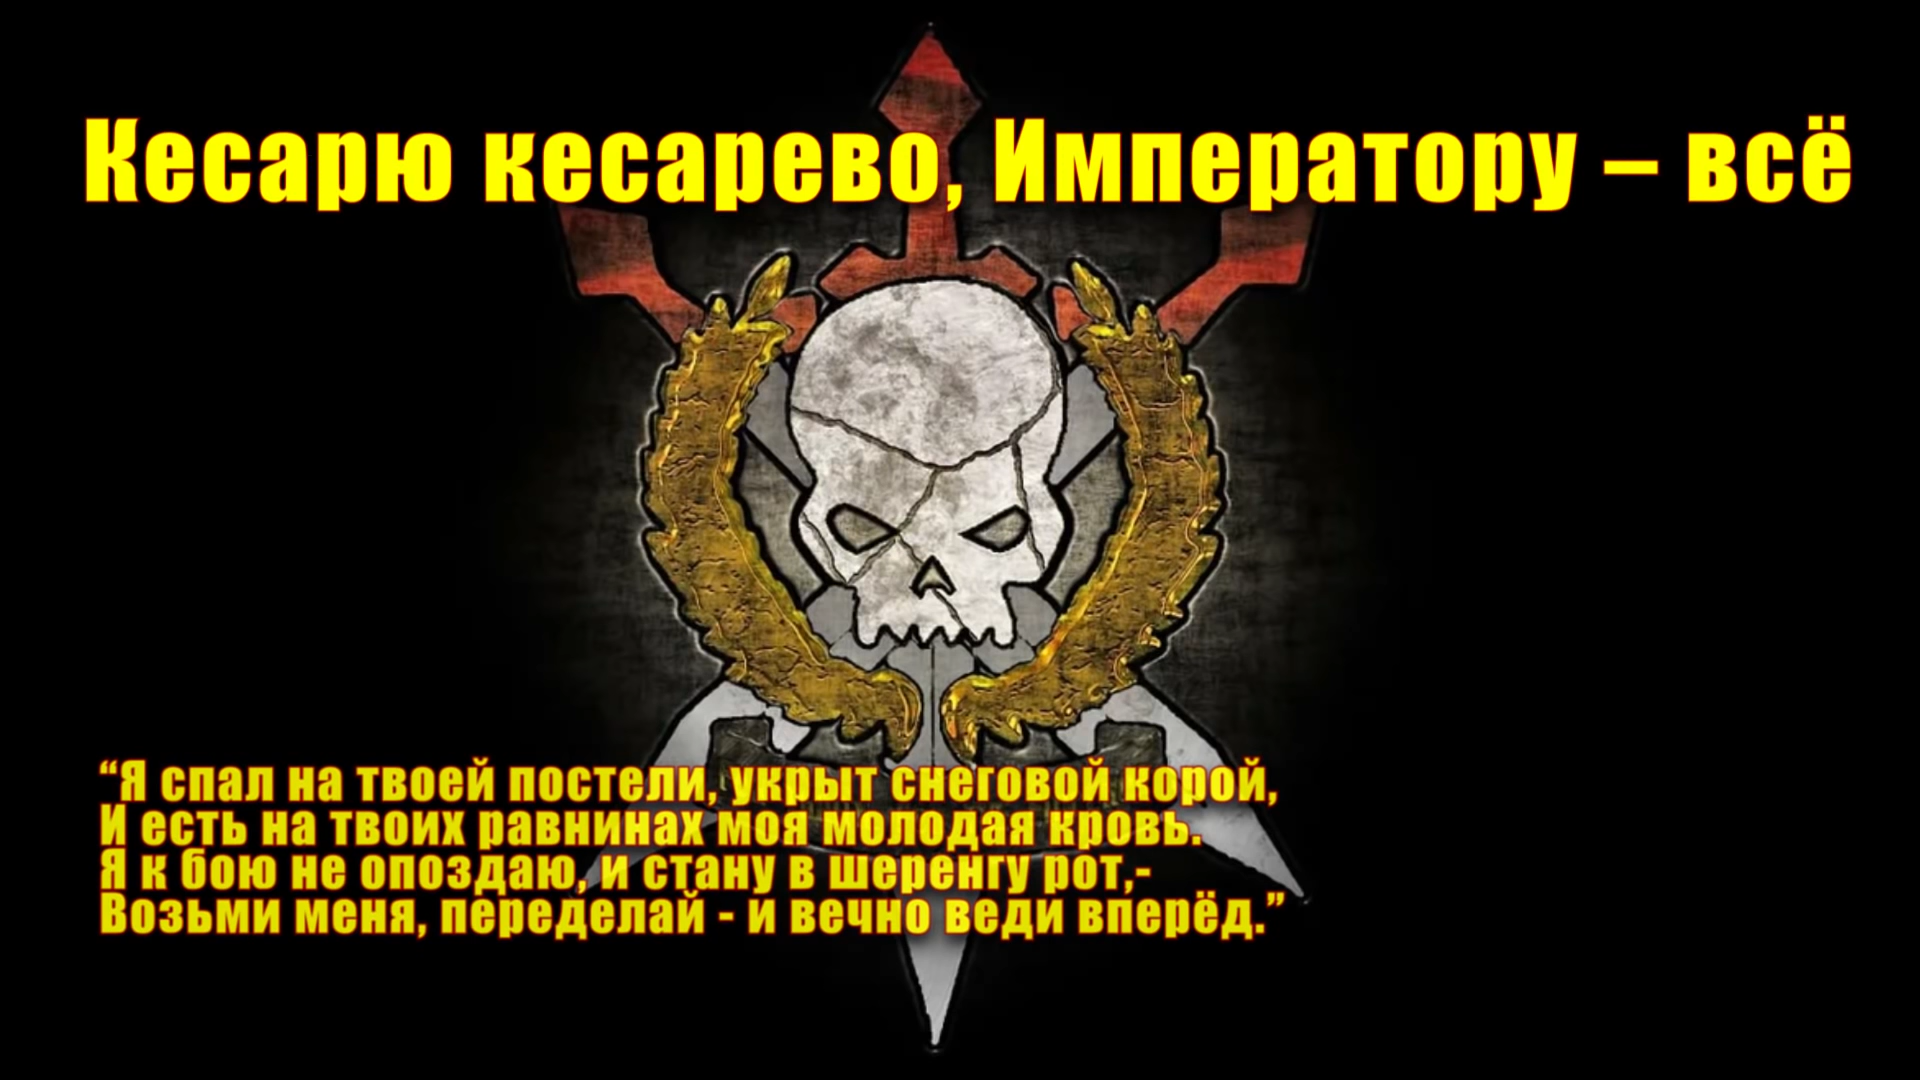 Кесарю кесарево, Императору – всё
“Я спал на твоей постели, укрыт снеговой корой,
И есть на твоих равнинах моя молодая кровь.
Я к бою не опоздаю, и стану в шеренгу рот,-
Возьми меня, переделай - и вечно веди вперёд.”